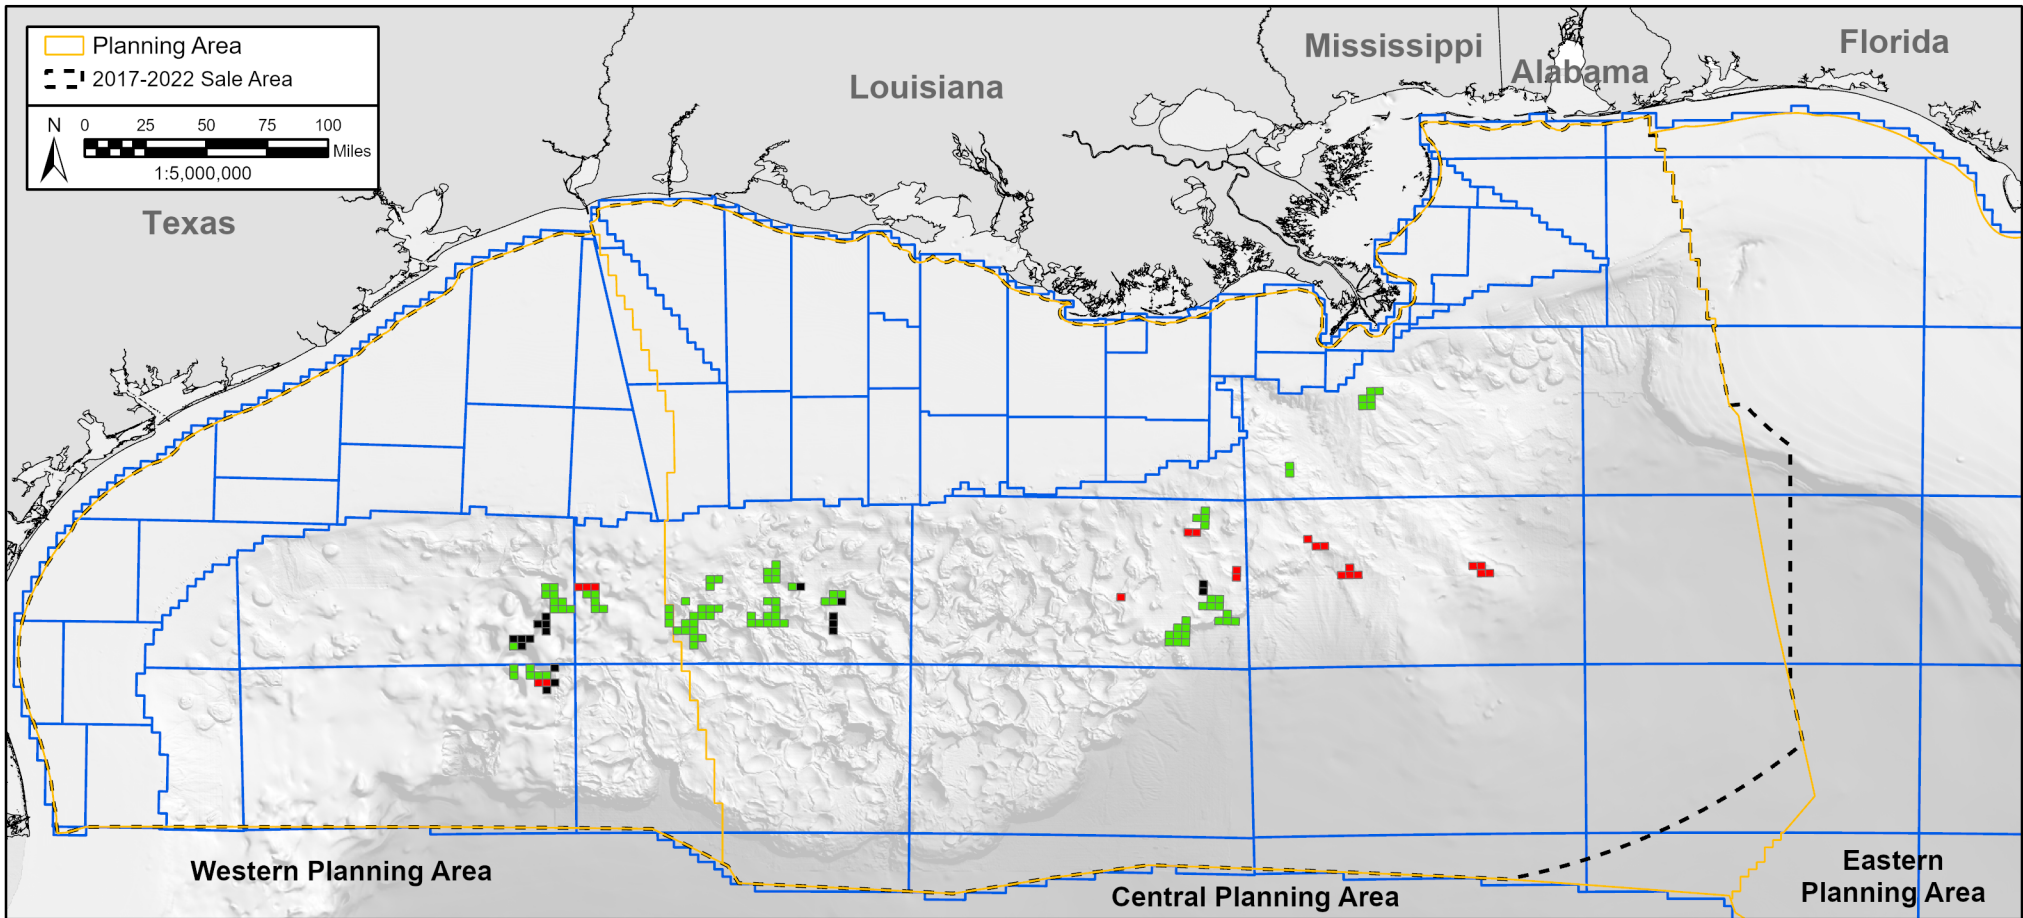 Planning Area
2017-2022 Sale Area
N
0 25 50 75 100
Miles
1:5,000,000
Texas
Louisiana
Mississippi
Alabama
Florida
Western Planning Area
Central Planning Area
Eastern
Planning Area